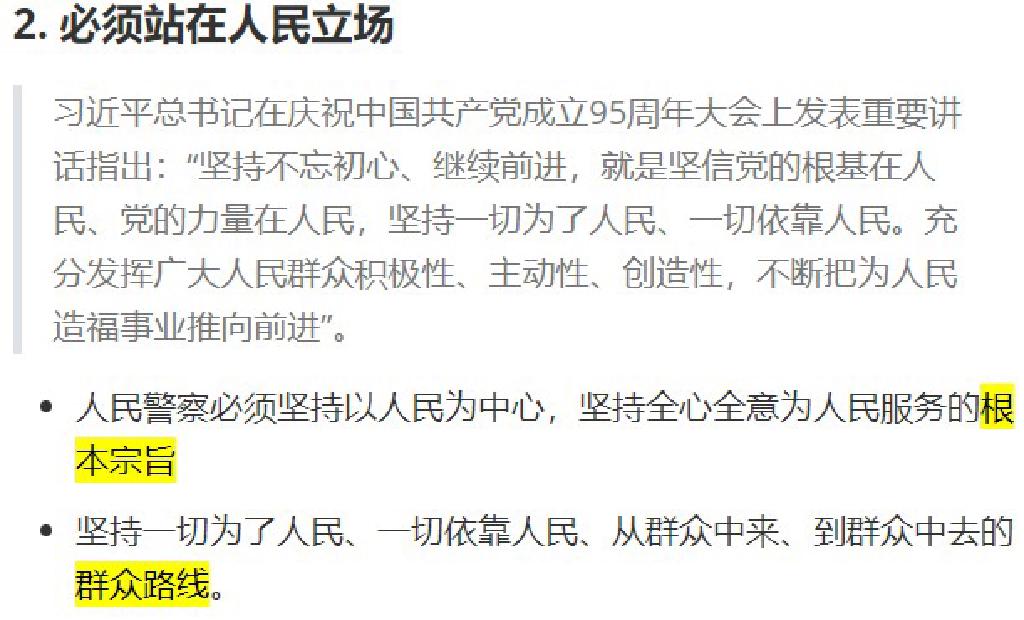 2. 必须站在人民立场
习近平总书记在庆祝中国共产党成立95周年大会上发表重要讲
话指出：“坚持不忘初心、继续前进，就是坚信党的根基在人
民、党的力量在人民，坚持一切为了人民、一切依靠人民。充
分发挥广大人民群众积极性、主动性、创造性，不断把为人民
造福事业推向前进”。
• 人民警察必须坚持以人民为中心，坚持全心全意为人民服务的根
本宗旨
• 坚持一切为了人民、一切依靠人民、从群众中来、到群众中去的
群众路线。